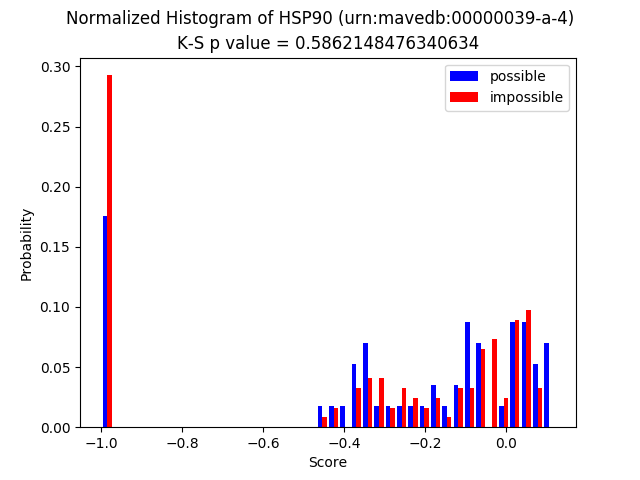 Normalized Histogram of HSP90 (urn:mavedb:00000039-a-4)
K-S p value = 0.5862148476340634
possible
impossible
Probability
0.30
0.25
0.20
0.15
0.10
0.05
0.00
−1.0 −0.8 −0.6 −0.4 −0.2 0.0
Score